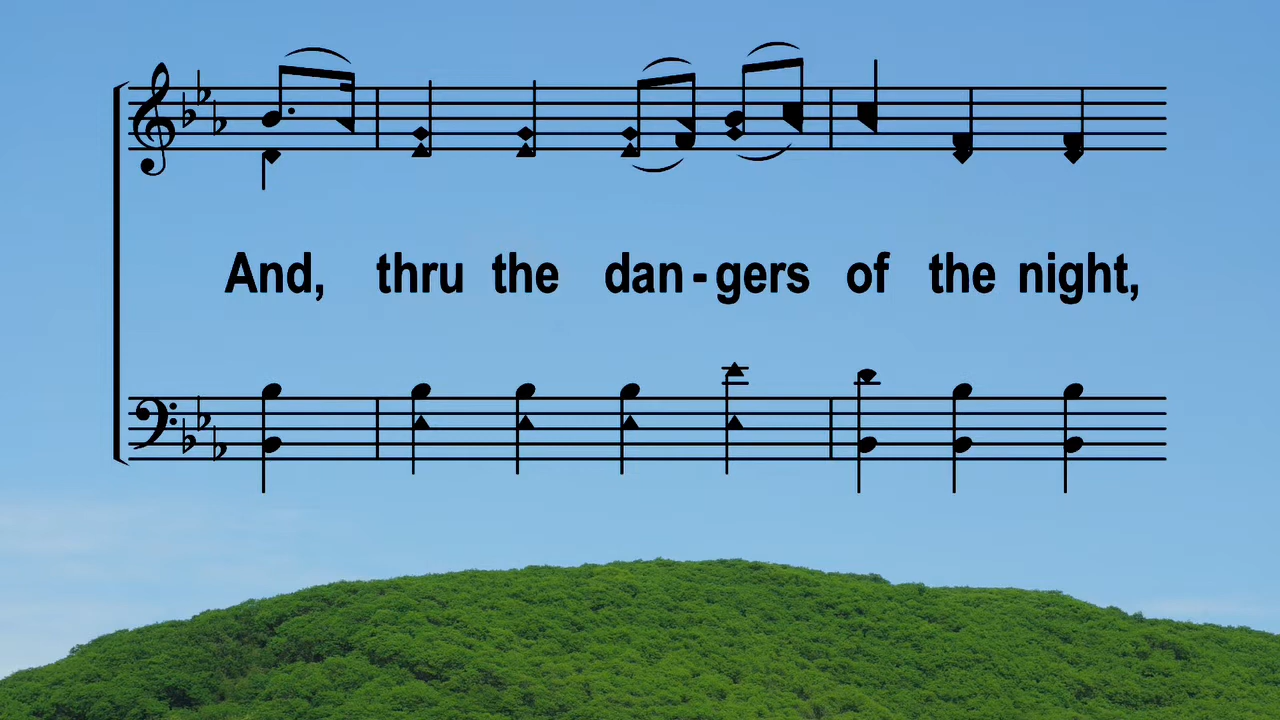 And, thru the dan-gers of the night,